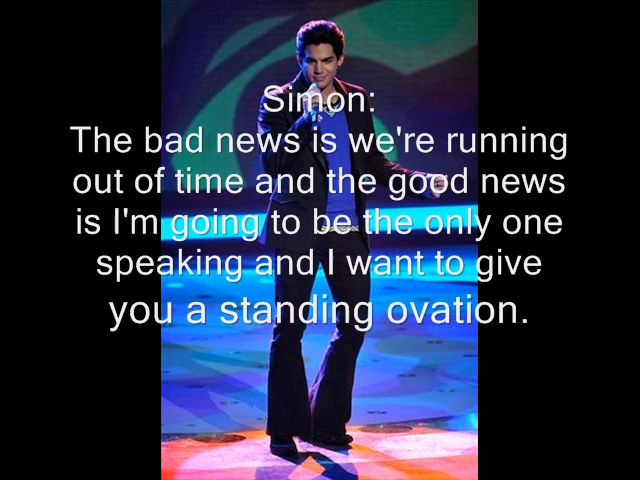 Simon:
The bad news is we're running
out of time and the good news
is I'm going to be the only one
speaking and I want to give
you a standing ovation.